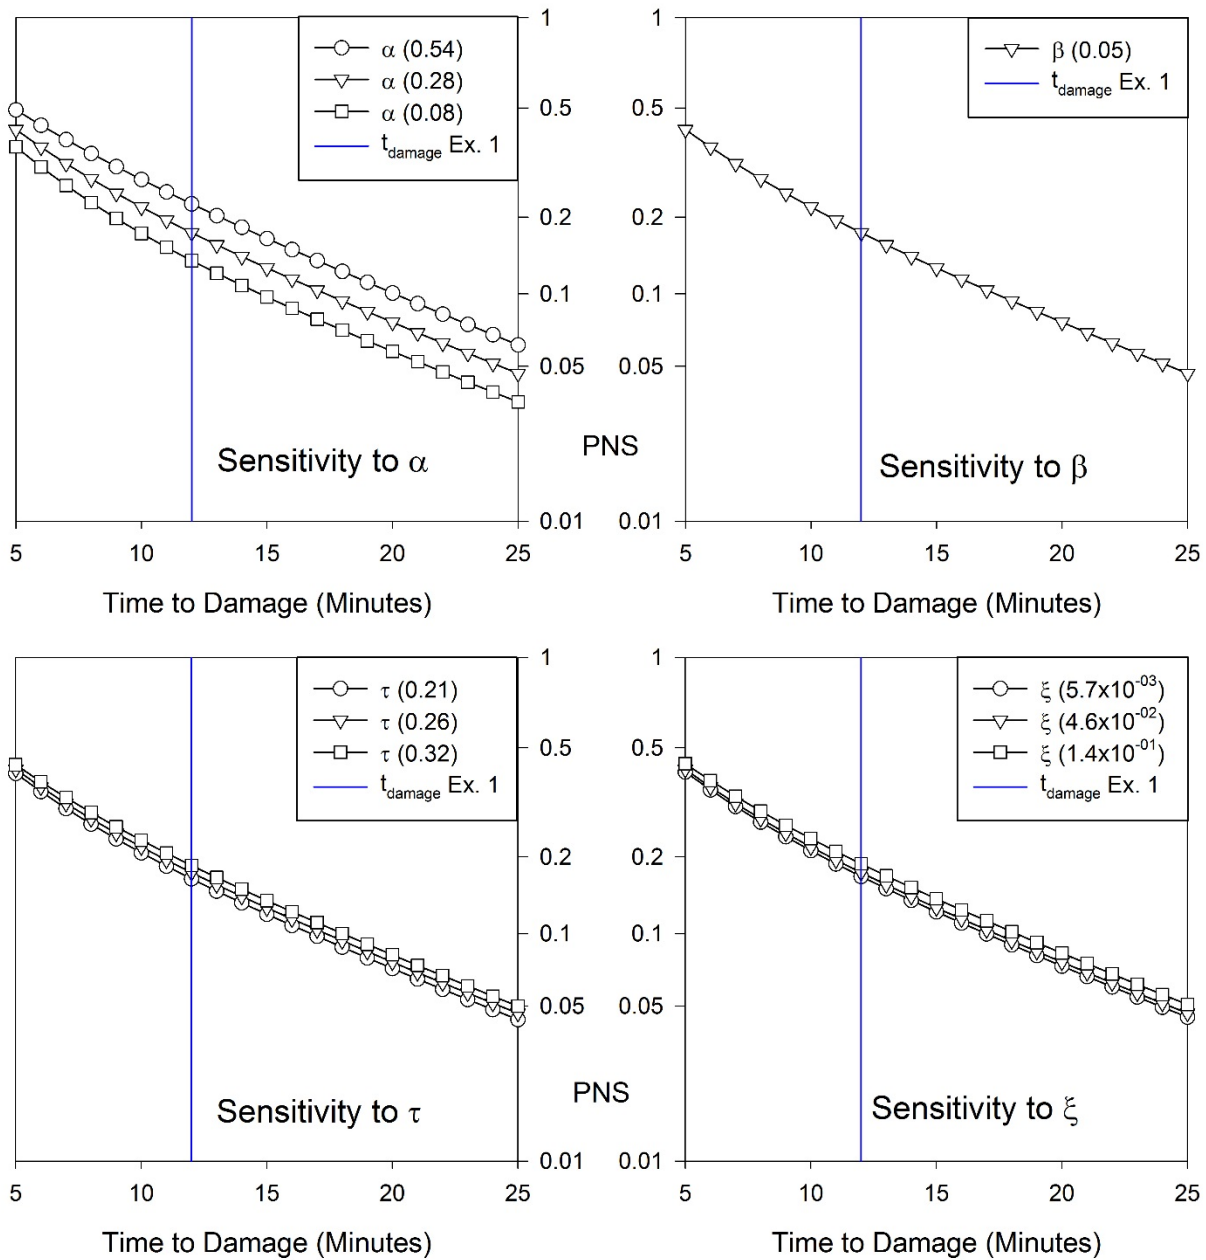 α (0.54)
α (0.28)
α (0.08)
t_damage Ex. 1
1
0.5
0.2
0.1
0.05
0.01
Sensitivity to α
5 10 15 20 25
Time to Damage (Minutes)
PNS
β (0.05)
t_damage Ex. 1
1
0.5
0.2
0.1
0.05
0.01
Sensitivity to β
5 10 15 20 25
Time to Damage (Minutes)
τ (0.21)
τ (0.26)
τ (0.32)
t_damage Ex. 1
1
0.5
0.2
0.1
0.05
0.01
Sensitivity to τ
5 10 15 20 25
Time to Damage (Minutes)
PNS
ξ (5.7x10^-03)
ξ (4.6x10^-02)
ξ (1.4x10^-01)
t_damage Ex. 1
1
0.5
0.2
0.1
0.05
0.01
Sensitivity to ξ
5 10 15 20 25
Time to Damage (Minutes)